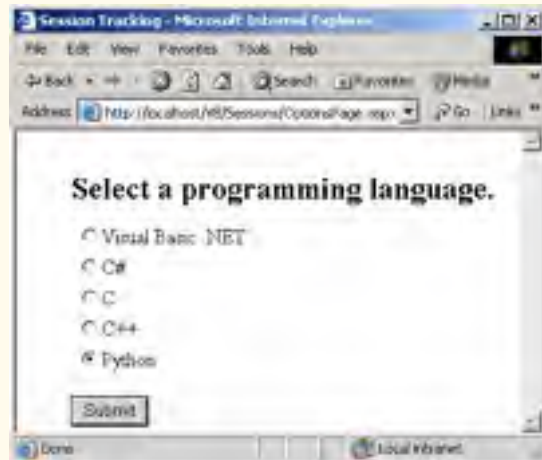 Session Tracking - Microsoft Internet Explorer
File Edit View Favorites Tools Help
Back Search Favorites Media
Address http://localhost/VB/Sessions/OptionsPage.aspx Go Links
Select a programming language.
Visual Basic .NET
C#
C
C++
Python
Submit
Done Local intranet